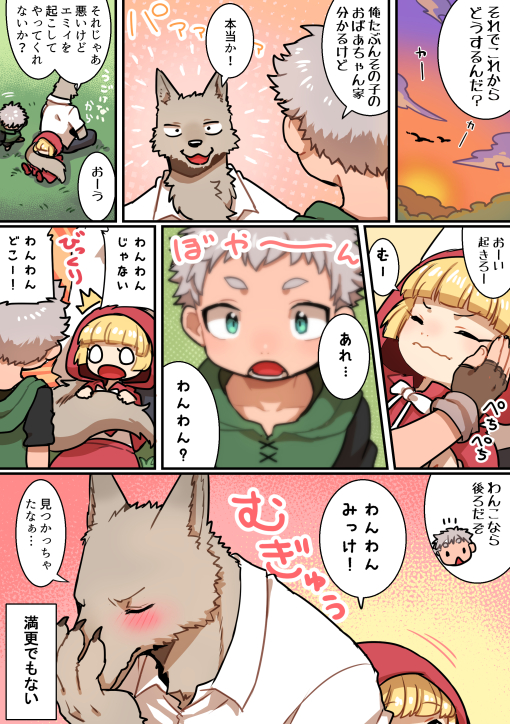 それでこれから
どうするんだ？
カー
カー
俺たぶんその子の
おばあちゃん家
分かるけど
本当か！
パアァァ
それじゃあ
悪いけど
エミィを
起こして
やってくれ
ないか？
うごけない
から
おーう
おーい
起きろー
むー
ぺち
ぺち
ぼやーーん
あれ…
わんわん？
わんわん
じゃない
びっくり
わんわん
どこー！
わんこなら
後ろだぞ
わんわん
みっけ！
むぎゅう
見つかっちゃ
たなぁ…
満更でもない